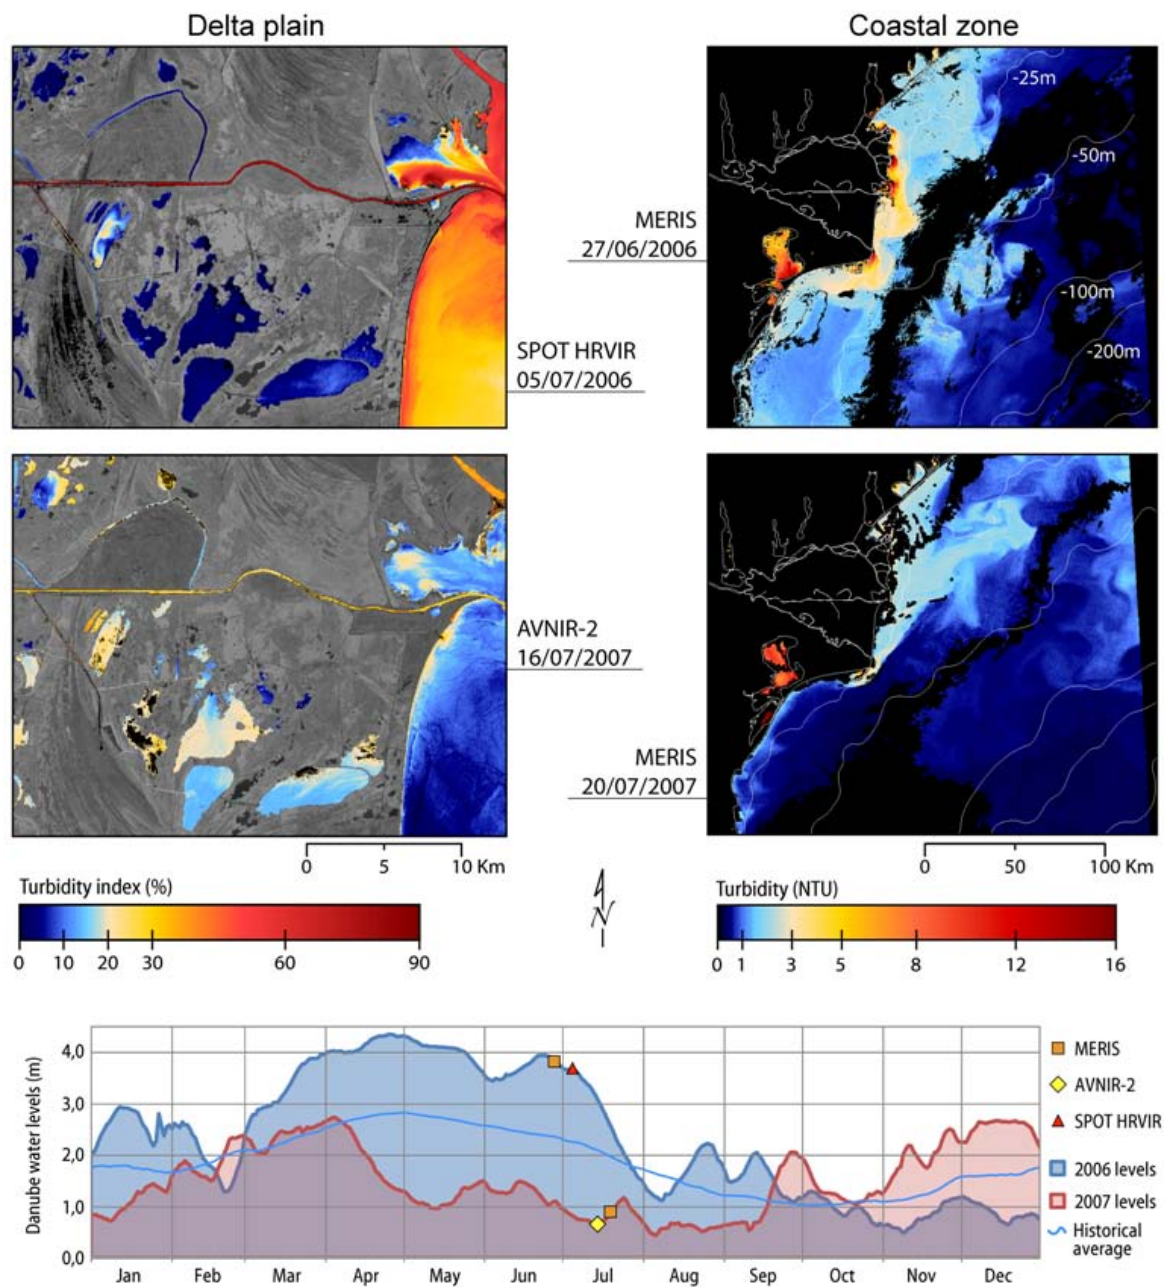 Delta plain
Coastal zone
-25m
-50m
-100m
-200m
MERIS
27/06/2006
SPOT HRVIR
05/07/2006
AVNIR-2
16/07/2007
MERIS
20/07/2007
0 5 10 Km
0 50 100 Km
Turbidity index (%)
0 10 20 30 60 90
N
Turbidity (NTU)
0 1 3 5 8 12 16
Danube water levels (m)
4,0
3,0
2,0
1,0
0,0
Jan Feb Mar Apr May Jun Jul Aug Sep Oct Nov Dec
MERIS
AVNIR-2
SPOT HRVIR
2006 levels
2007 levels
Historical
average